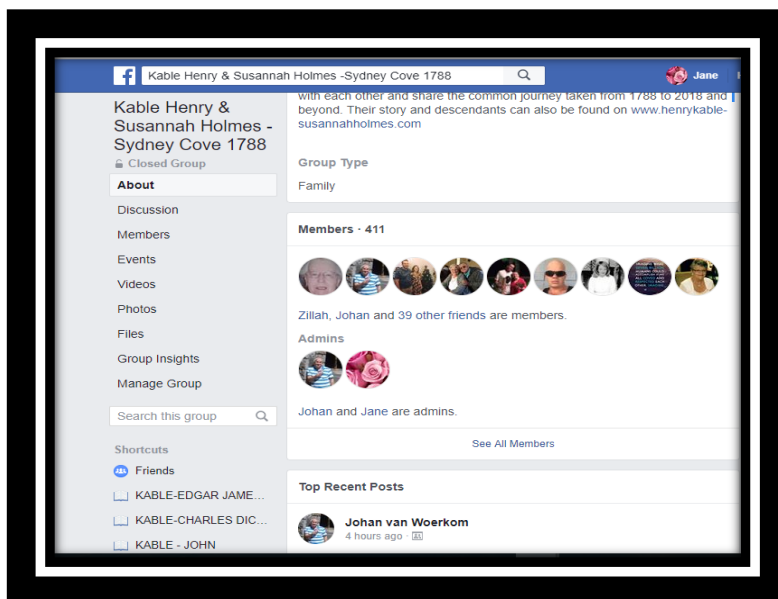 Kable Henry & Susannah Holmes -Sydney Cove 1788
Jane
Kable Henry &
Susannah Holmes -
Sydney Cove 1788
Closed Group
About
Discussion
Members
Events
Videos
Photos
Files
Group Insights
Manage Group
Search this group
Shortcuts
Friends
KABLE-EDGAR JAME...
KABLE-CHARLES DIC...
KABLE - JOHN
with each other and share the common journey taken from 1788 to 2018 and
beyond. Their story and descendants can also be found on www.henrykable-
susannahholmes.com
Group Type
Family
Members · 411
Zillah, Johan and 39 other friends are members.
Admins
Johan and Jane are admins.
See All Members
Top Recent Posts
Johan van Woerkom
4 hours ago ·